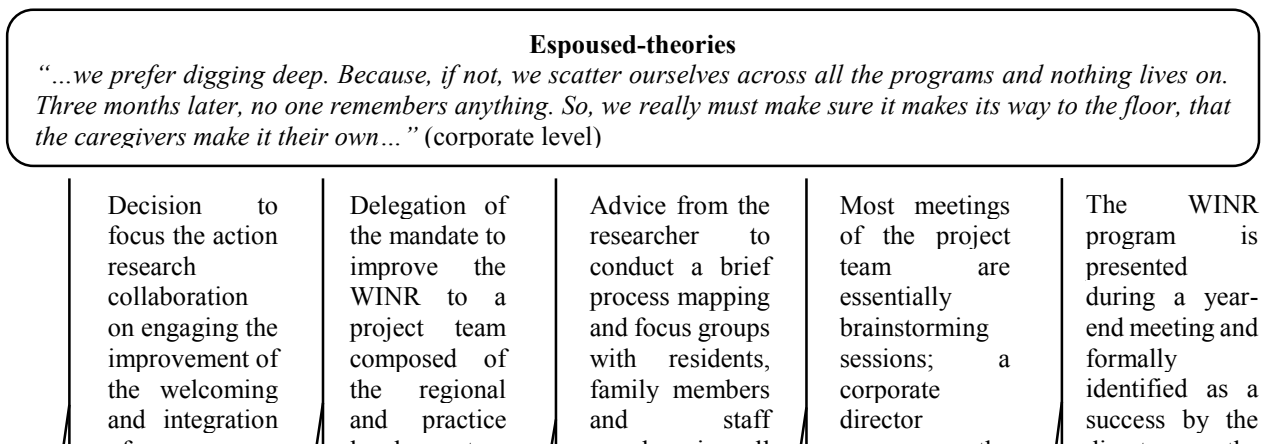 Espoused-theories
“…we prefer digging deep. Because, if not, we scatter ourselves across all the programs and nothing lives on.
Three months later, no one remembers anything. So, we really must make sure it makes its way to the floor, that
the caregivers make it their own…” (corporate level)
Decision to
focus the action
research
collaboration
on engaging the
improvement of
the welcoming
and integration
Delegation of
the mandate to
improve the
WINR to a
project team
composed of
the regional
and practice
Advice from the
researcher to
conduct a brief
process mapping
and focus groups
with residents,
family members
and staff
Most meetings
of the project
team are
essentially
brainstorming
sessions; a
corporate
director
The WINR
program is
presented
during a year-
end meeting and
formally
identified as a
success by the